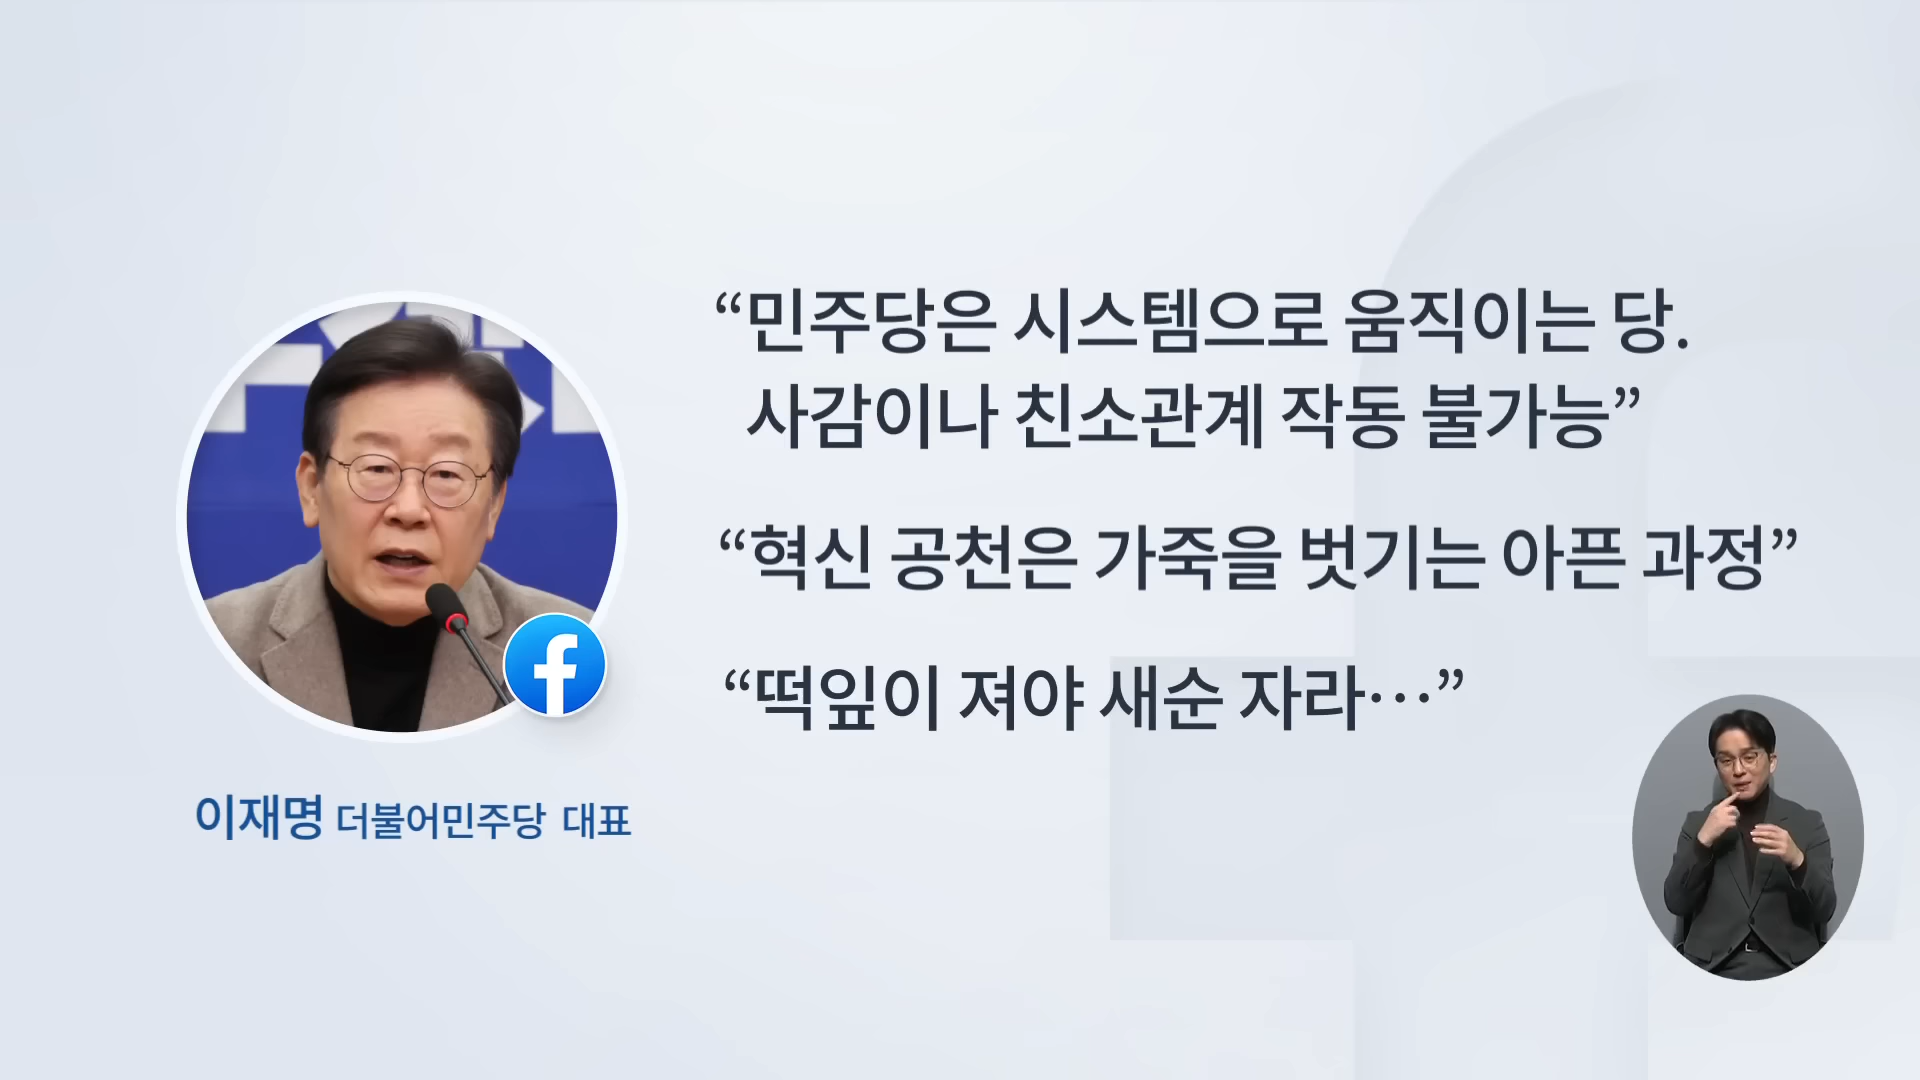 “민주당은 시스템으로 움직이는 당.
사감이나 친소관계 작동 불가능”
“혁신 공천은 가죽을 벗기는 아픈 과정”
“떡잎이 져야 새순 자라…”
이재명 더불어민주당 대표